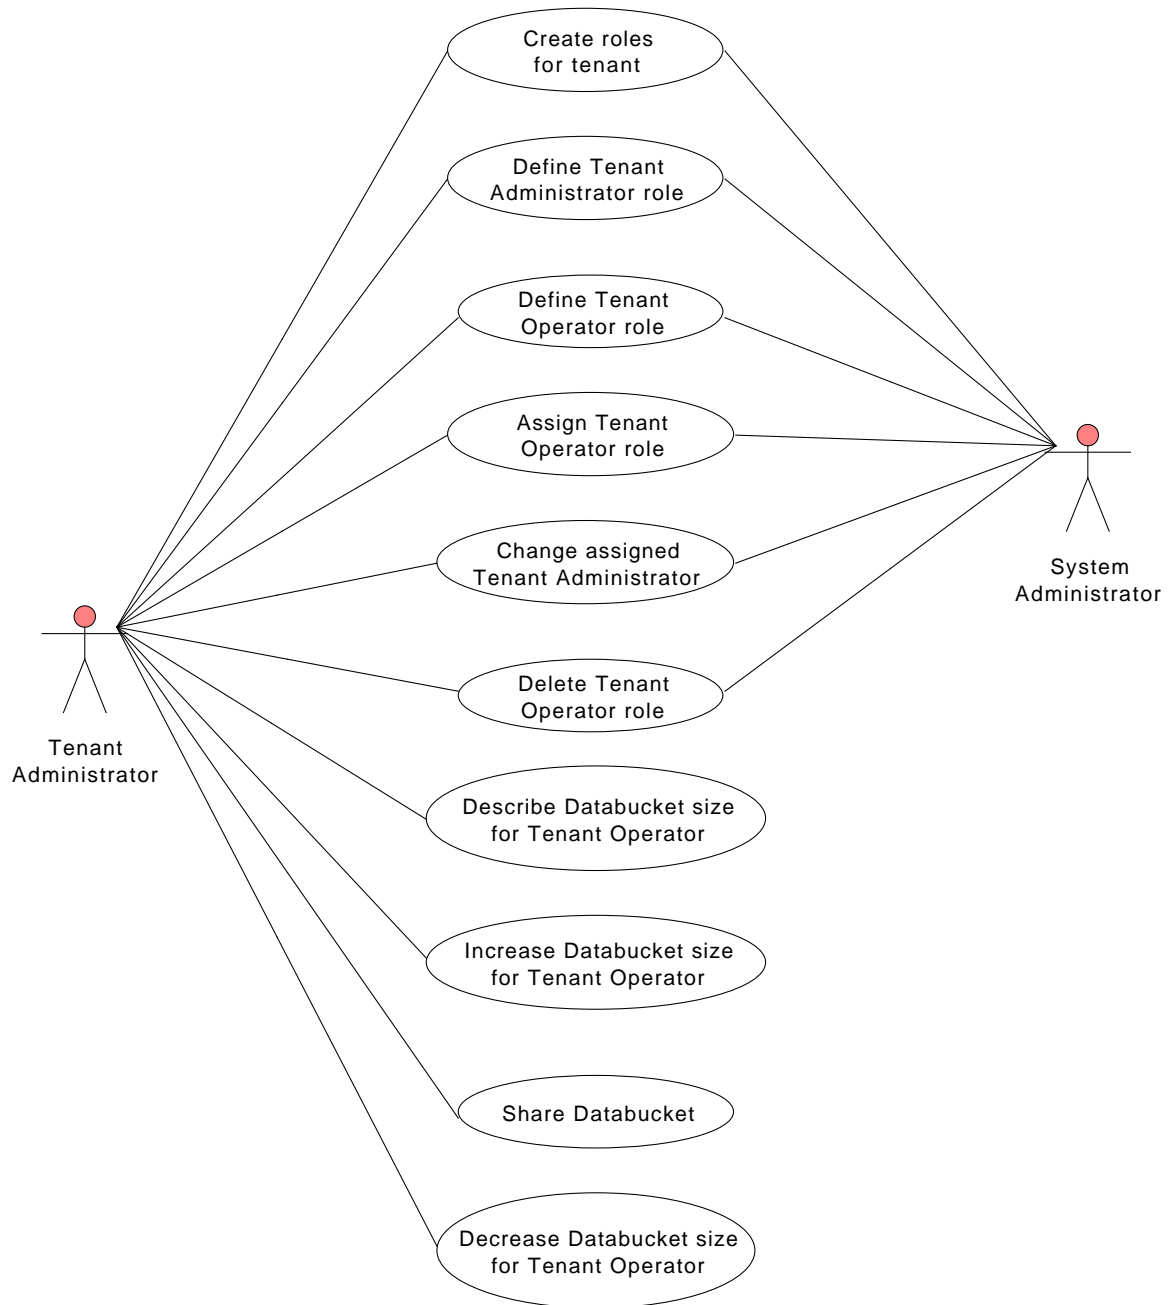 Create roles
for tenant
Define Tenant
Administrator role
Define Tenant
Operator role
Assign Tenant
Operator role
Change assigned
Tenant Administrator
System
Administrator
Delete Tenant
Operator role
Tenant
Administrator
Describe Databucket size
for Tenant Operator
Increase Databucket size
for Tenant Operator
Share Databucket
Decrease Databucket size
for Tenant Operator